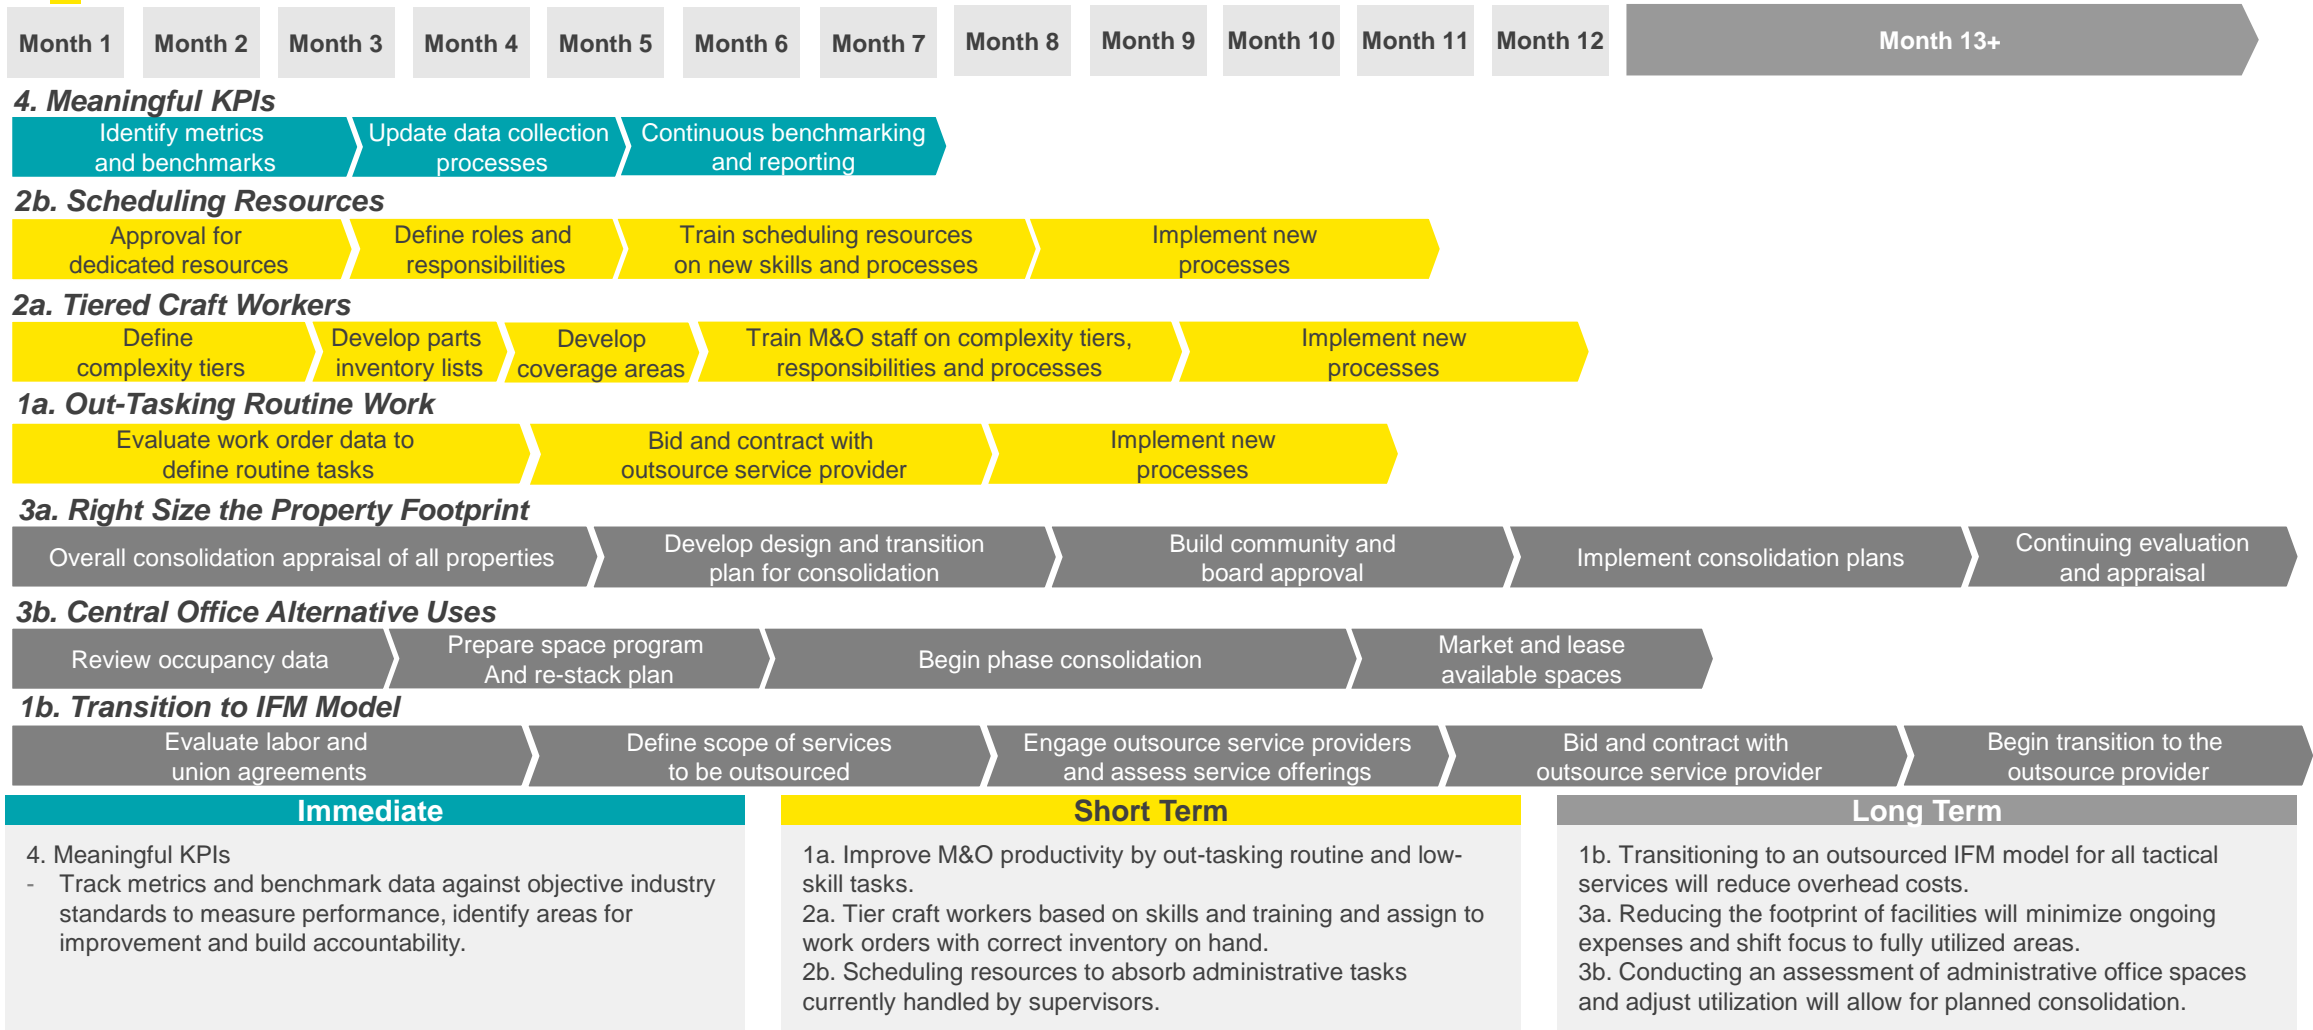 Month 1 Month 2 Month 3 Month 4 Month 5 Month 6 Month 7 Month 8 Month 9 Month 10 Month 11 Month 12 Month 13+
4. Meaningful KPIs
Identify metrics
and benchmarks
Update data collection
processes
Continuous benchmarking
and reporting
2b. Scheduling Resources
Approval for
dedicated resources
Define roles and
responsibilities
Train scheduling resources
on new skills and processes
Implement new
processes
2a. Tiered Craft Workers
Define
complexity tiers
Develop parts
inventory lists
Develop
coverage areas
Train M&O staff on complexity tiers,
responsibilities and processes
Implement new
processes
1a. Out-Tasking Routine Work
Evaluate work order data to
define routine tasks
Bid and contract with
outsource service provider
Implement new
processes
3a. Right Size the Property Footprint
Overall consolidation appraisal of all properties
Develop design and transition
plan for consolidation
Build community and
board approval
Implement consolidation plans
Continuing evaluation
and appraisal
3b. Central Office Alternative Uses
Review occupancy data
Prepare space program
And re-stack plan
Begin phase consolidation
Market and lease
available spaces
1b. Transition to IFM Model
Evaluate labor and
union agreements
Define scope of services
to be outsourced
Engage outsource service providers
and assess service offerings
Bid and contract with
outsource service provider
Begin transition to the
outsource provider
Immediate
4. Meaningful KPIs
- Track metrics and benchmark data against objective industry
standards to measure performance, identify areas for
improvement and build accountability.
Short Term
1a. Improve M&O productivity by out-tasking routine and low-
skill tasks.
2a. Tier craft workers based on skills and training and assign to
work orders with correct inventory on hand.
2b. Scheduling resources to absorb administrative tasks
currently handled by supervisors.
Long Term
1b. Transitioning to an outsourced IFM model for all tactical
services will reduce overhead costs.
3a. Reducing the footprint of facilities will minimize ongoing
expenses and shift focus to fully utilized areas.
3b. Conducting an assessment of administrative office spaces
and adjust utilization will allow for planned consolidation.